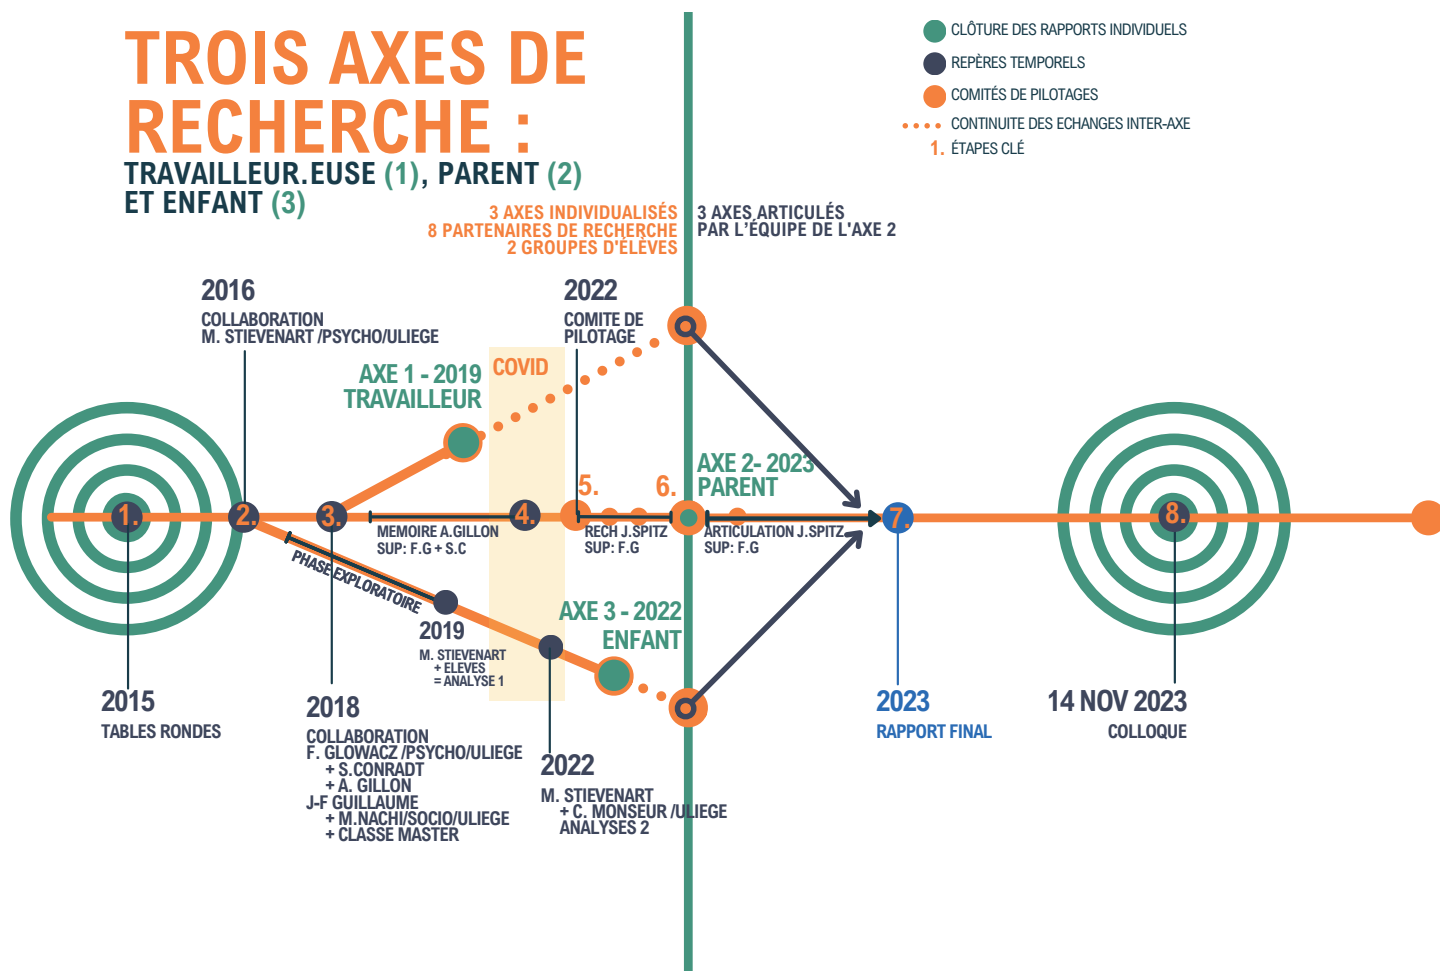 TROIS AXES DE
RECHERCHE :
TRAVAILLEUR.EUSE (1), PARENT (2)
ET ENFANT (3)
CLÔTURE DES RAPPORTS INDIVIDUELS
REPÈRES TEMPORELS
COMITÉS DE PILOTAGES
CONTINUITE DES ECHANGES INTER-AXE
1. ÉTAPES CLÉ
3 AXES INDIVIDUALISÉS
8 PARTENAIRES DE RECHERCHE
2 GROUPES D'ÉLÈVES
3 AXES ARTICULÉS
PAR L'ÉQUIPE DE L'AXE 2
2016
COLLABORATION
M. STIEVENART /PSYCHO/ULIEGE
2022
COMITE DE
PILOTAGE
AXE 1 - 2019
TRAVAILLEUR
COVID
AXE 2- 2023
PARENT
1.
2.
3.
4.
5.
6.
7.
8.
MEMOIRE A.GILLON
SUP: F.G + S.C
RECH J.SPITZ
SUP: F.G
ARTICULATION J.SPITZ
SUP: F.G
PHASE EXPLORATOIRE
2019
M. STIEVENART
+ ELEVES
= ANALYSE 1
AXE 3 - 2022
ENFANT
2015
TABLES RONDES
2018
COLLABORATION
F. GLOWACZ /PSYCHO/ULIEGE
+ S.CONRADT
+ A. GILLON
J-F GUILLAUME
+ M.NACHI/SOCIO/ULIEGE
+ CLASSE MASTER
2022
M. STIEVENART
+ C. MONSEUR /ULIEGE
ANALYSES 2
2023
RAPPORT FINAL
14 NOV 2023
COLLOQUE